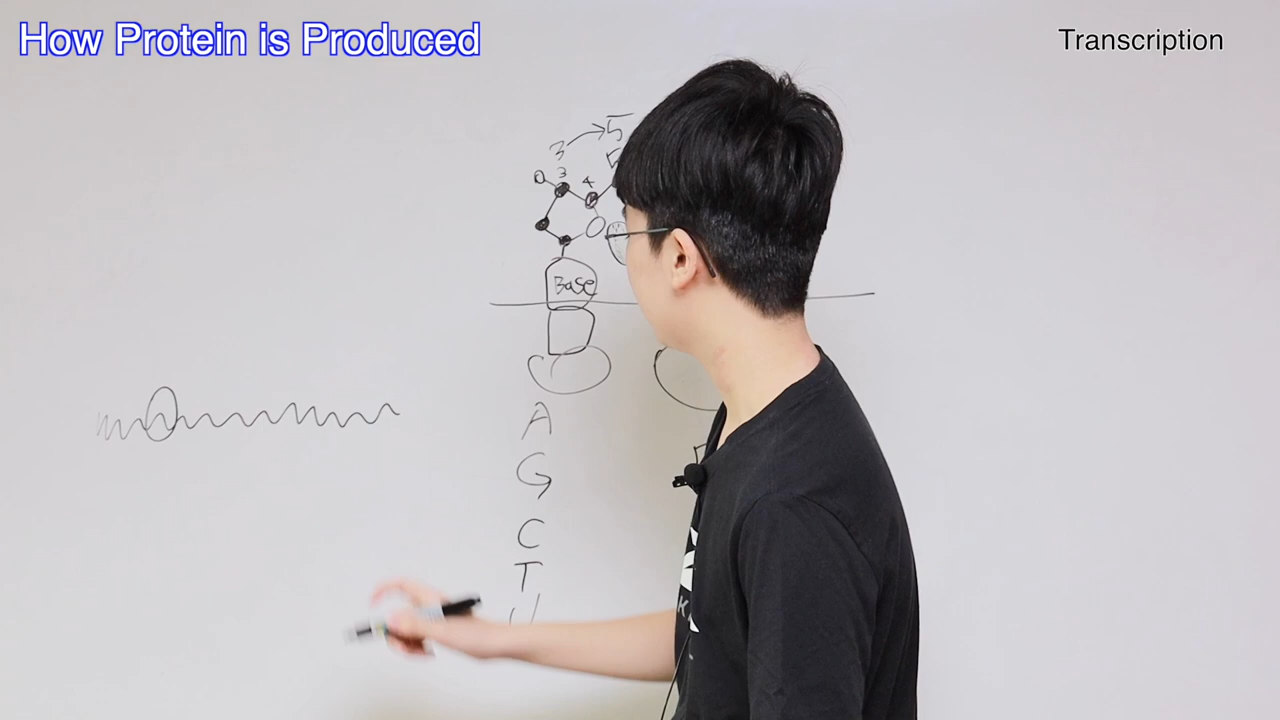 How Protein is Produced
Transcription
3 → 5
3
4
O
Base
A
G
C
T
U
K